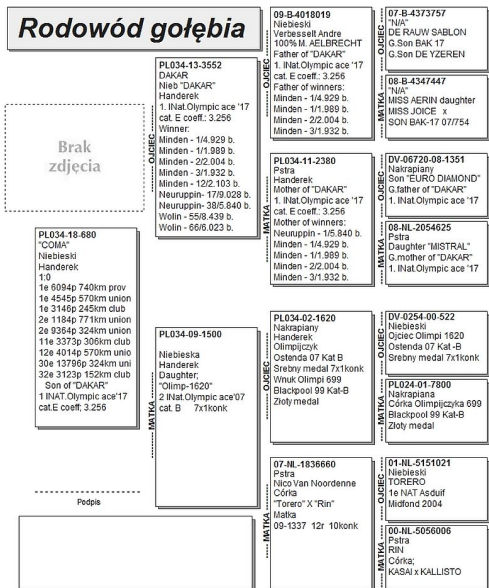 Rodowód gołębia
Brak
zdjęcia
PL034-18-680
"COMA"
Niebieski
Handerek
1:0
1e 6094p 740km prov
1e 4545p 570km union
1e 3146p 245km club
2e 1184p 771km union
2e 9364p 324km union
11e 3373p 306km club
12e 4014p 570km unio
30e 13796p 324km uni
32e 3123p 152km club
Son of "DAKAR"
1 INAT.Olympic ace'17
cat.E coeff; 3.256
Podpis
OJCIEC
PL034-13-3552
DAKAR
Nieb "DAKAR"
Handerek
1. INat.Olympic ace '17
cat. E coeff.: 3.256
Winner:
Minden - 1/4.929 b.
Minden - 1/1.989 b.
Minden - 2/2.004 b.
Minden - 3/1.932 b.
Minden - 12/2.103 b.
Neuruppin- 17/9.028 b.
Neuruppin- 38/5.840 b.
Wolin - 55/8.439 b.
Wolin - 66/6.023 b.
MATKA
PL034-09-1500
Niebieska
Handerek
Daughter;
"Olimp-1620"
2 INat.Olympic ace'07
cat. B 7x1konk
OJCIEC
09-B-4018019
Niebieski
Verbesselt Andre
100% M. AELBRECHT
Father of "DAKAR"
1. INat.Olympic ace '17
cat. E coeff.: 3.256
Father of winners:
Minden - 1/4.929 b.
Minden - 1/1.989 b.
Minden - 2/2.004 b.
Minden - 3/1.932 b.
MATKA
PL034-11-2380
Pstra
Handerek
Mother of "DAKAR"
1. INat.Olympic ace '17
cat. E coeff.: 3.256
Mother of winners:
Neuruppin - 1/5.840 b.
Minden - 1/4.929 b.
Minden - 1/1.989 b.
Minden - 2/2.004 b.
Minden - 3/1.932 b.
OJCIEC
PL034-02-1620
Nakrapiany
Handerek
Olimpijczyk
Ostenda 07 Kat B
Srebny medal 7x1konk
Wnuk Olimpi 699
Blackpool 99 Kat-B
Złoty medal
MATKA
07-NL-1836660
Pstra
Nico Van Noordenne
Córka
"Torero" X "Rin"
Matka
09-1337 12r 10konk
OJCIEC
07-B-4373757
"N/A"
DE RAUW SABLON
G.Son BAK 17
G.Son DE YZEREN
MATKA
08-B-4347447
"N/A"
MISS AERIN daughter
MISS JOICE x
SON BAK-17 07/754
OJCIEC
DV-06720-08-1351
Nakrapiany
Son "EURO DIAMOND"
G.father of "DAKAR"
1. INat.Olympic ace '17
MATKA
08-NL-2054625
Pstra
Daughter "MISTRAL"
G.mother of "DAKAR"
1. INat.Olympic ace '17
OJCIEC
DV-0254-00-522
Niebieski
Ojciec Olimpi 1620
Ostenda 07 Kat B
Srebny medal 7x1konk
MATKA
PL024-01-7800
Nakrapiana
Córka Olimpijczyka 699
Blackpool 99 Kat-B
Złoty medal
OJCIEC
01-NL-5151021
Niebieski
TORERO
1e NAT Asduif
Midfond 2004
MATKA
00-NL-5056006
Pstra
RIN
Córka;
KASAI x KALLISTO